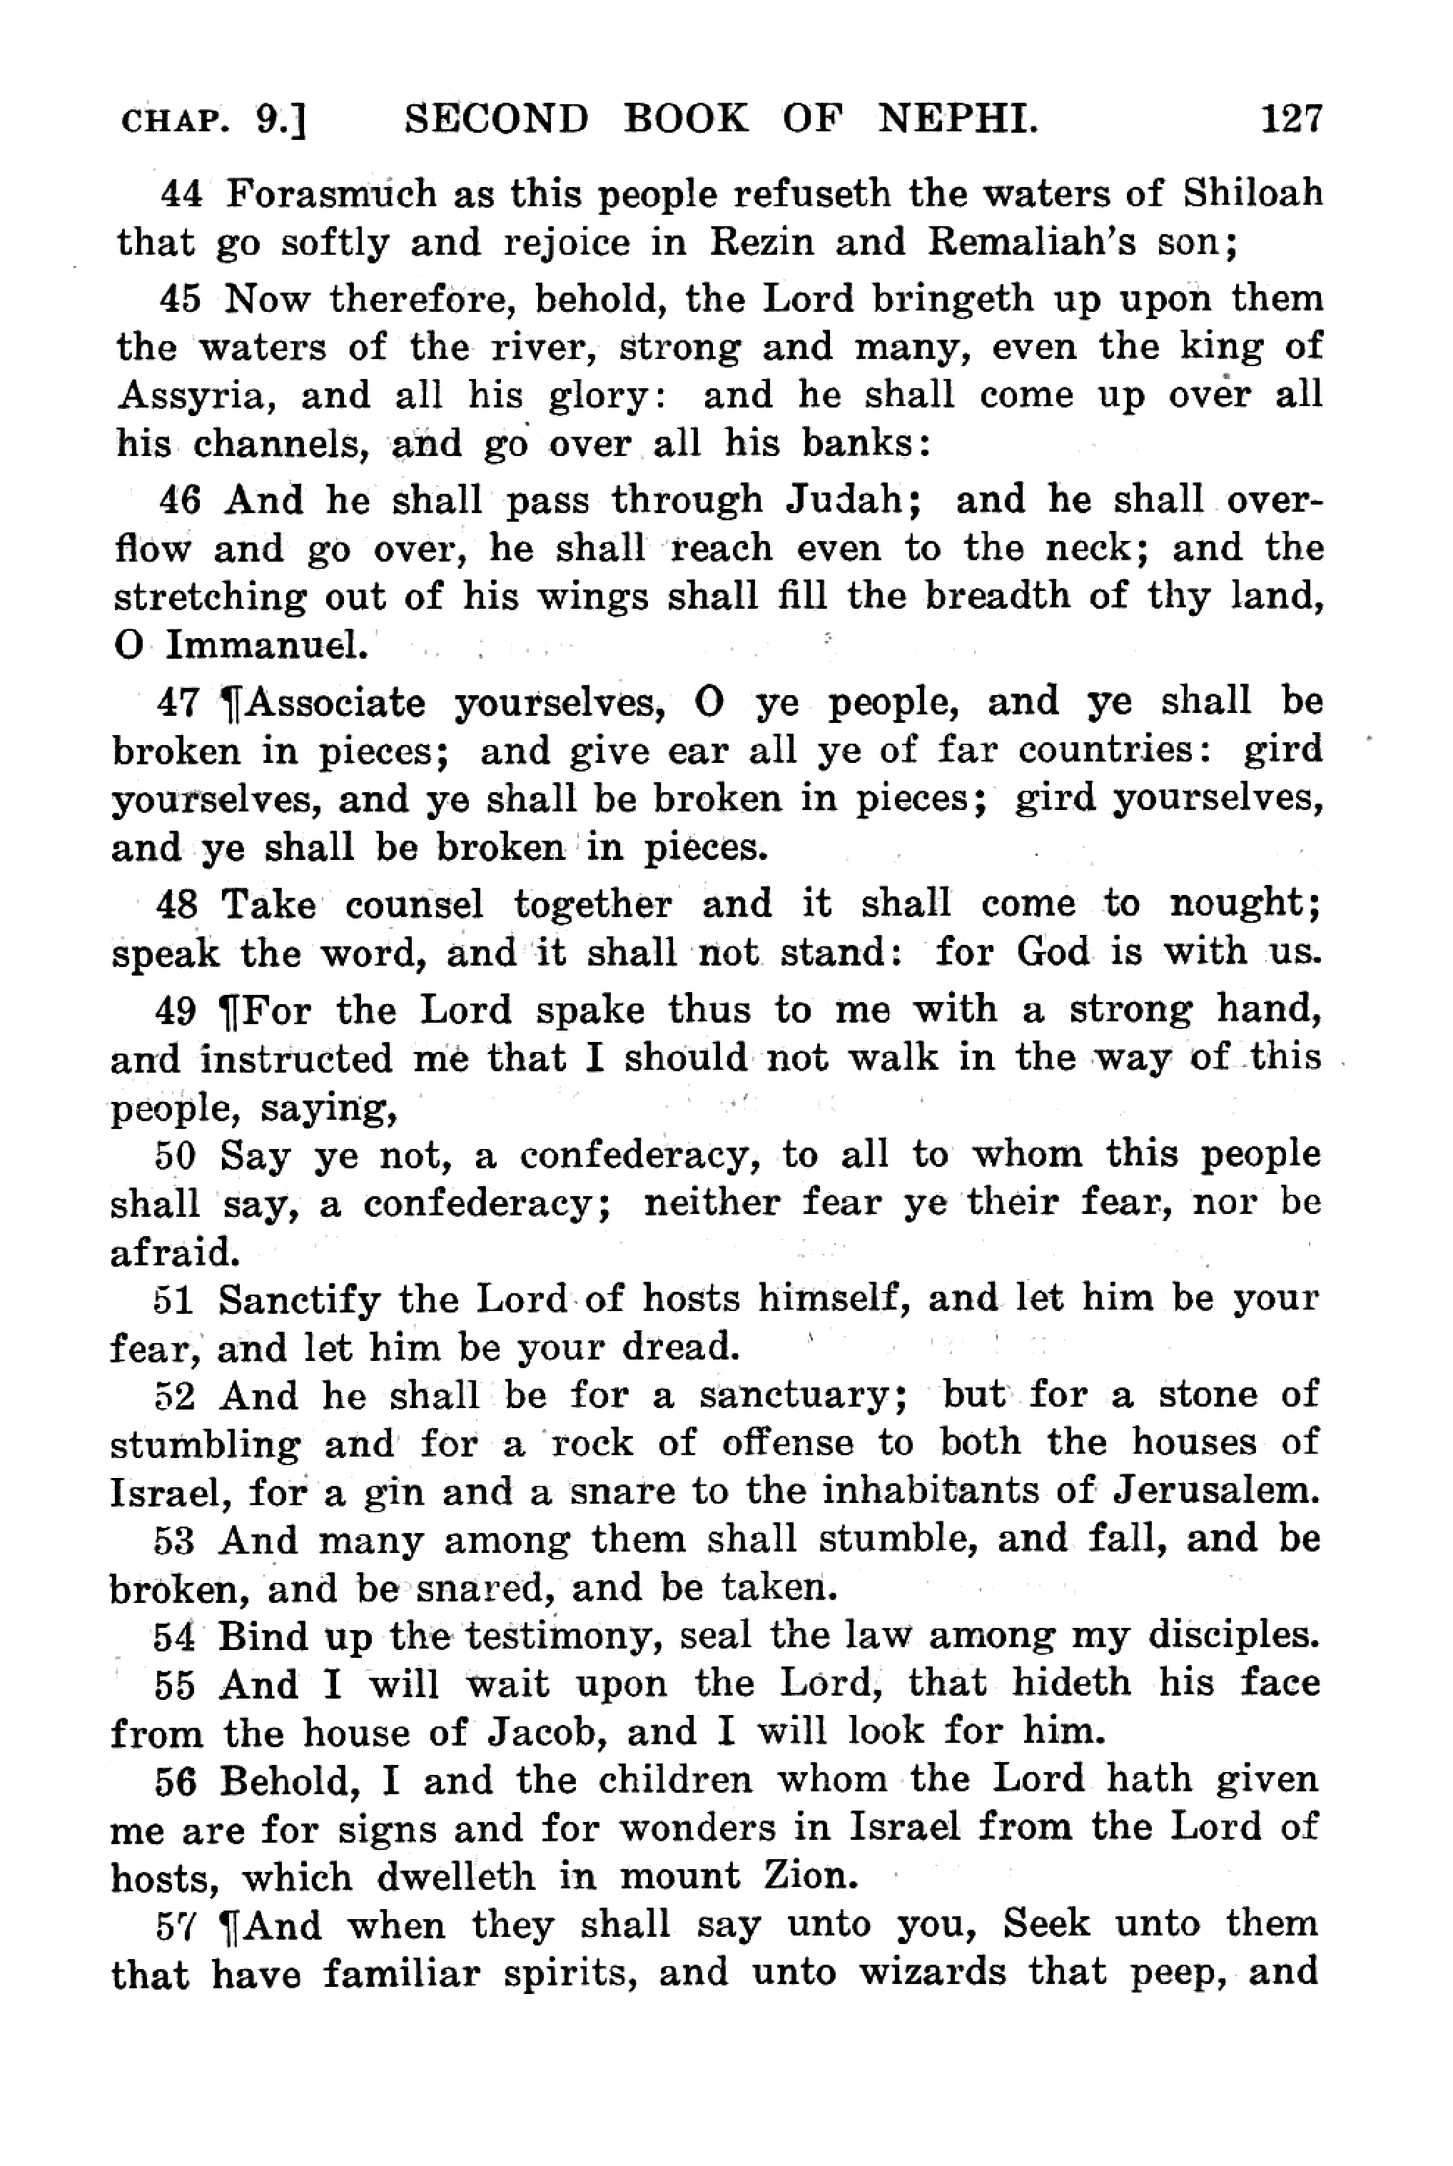 CHAP. 9.] SECOND BOOK OF NEPHI. 127
44 Forasmuch as this people refuseth the waters of Shiloah
that go softly and rejoice in Rezin and Remaliah's son;
45 Now therefore, behold, the Lord bringeth up upon them
the waters of the river, strong and many, even the king of
Assyria, and all his glory: and he shall come up over all
his channels, and go over all his banks:
46 And he shall pass through Judah; and he shall over-
flow and go over, he shall reach even to the neck; and the
stretching out of his wings shall fill the breadth of thy land,
O Immanuel.
47 ¶Associate yourselves, O ye people, and ye shall be
broken in pieces; and give ear all ye of far countries: gird
yourselves, and ye shall be broken in pieces; gird yourselves,
and ye shall be broken in pieces.
48 Take counsel together and it shall come to nought;
speak the word, and it shall not stand: for God is with us.
49 ¶For the Lord spake thus to me with a strong hand,
and instructed me that I should not walk in the way of this
people, saying,
50 Say ye not, a confederacy, to all to whom this people
shall say, a confederacy; neither fear ye their fear, nor be
afraid.
51 Sanctify the Lord of hosts himself, and let him be your
fear, and let him be your dread.
52 And he shall be for a sanctuary; but for a stone of
stumbling and for a rock of offense to both the houses of
Israel, for a gin and a snare to the inhabitants of Jerusalem.
53 And many among them shall stumble, and fall, and be
broken, and be snared, and be taken.
54 Bind up the testimony, seal the law among my disciples.
55 And I will wait upon the Lord, that hideth his face
from the house of Jacob, and I will look for him.
56 Behold, I and the children whom the Lord hath given
me are for signs and for wonders in Israel from the Lord of
hosts, which dwelleth in mount Zion.
57 ¶And when they shall say unto you, Seek unto them
that have familiar spirits, and unto wizards that peep, and